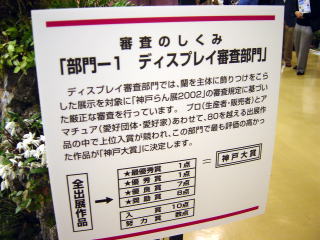 審査のしくみ
「部門ー1 ディスプレイ審査部門」
ディスプレイ審査部門では、蘭を主体に飾りつけをこら
した展示を対象に「神戸らん展2002」の審査規定に基づい
た厳正な審査を行っています。 プロ(生産者・販売者)とア
マチュア(愛好団体・愛好家)あわせて、80を越える出展作
品の中で上位入賞が競われ、この部門で最も評価の高かっ
た作品が「神戸大賞」に決定します。
全出展作品
★最優秀賞 1点 = 神戸大賞
★優秀賞 1点
★優良賞 7点
★奨励賞 8点
入賞 10点
努力賞 数点